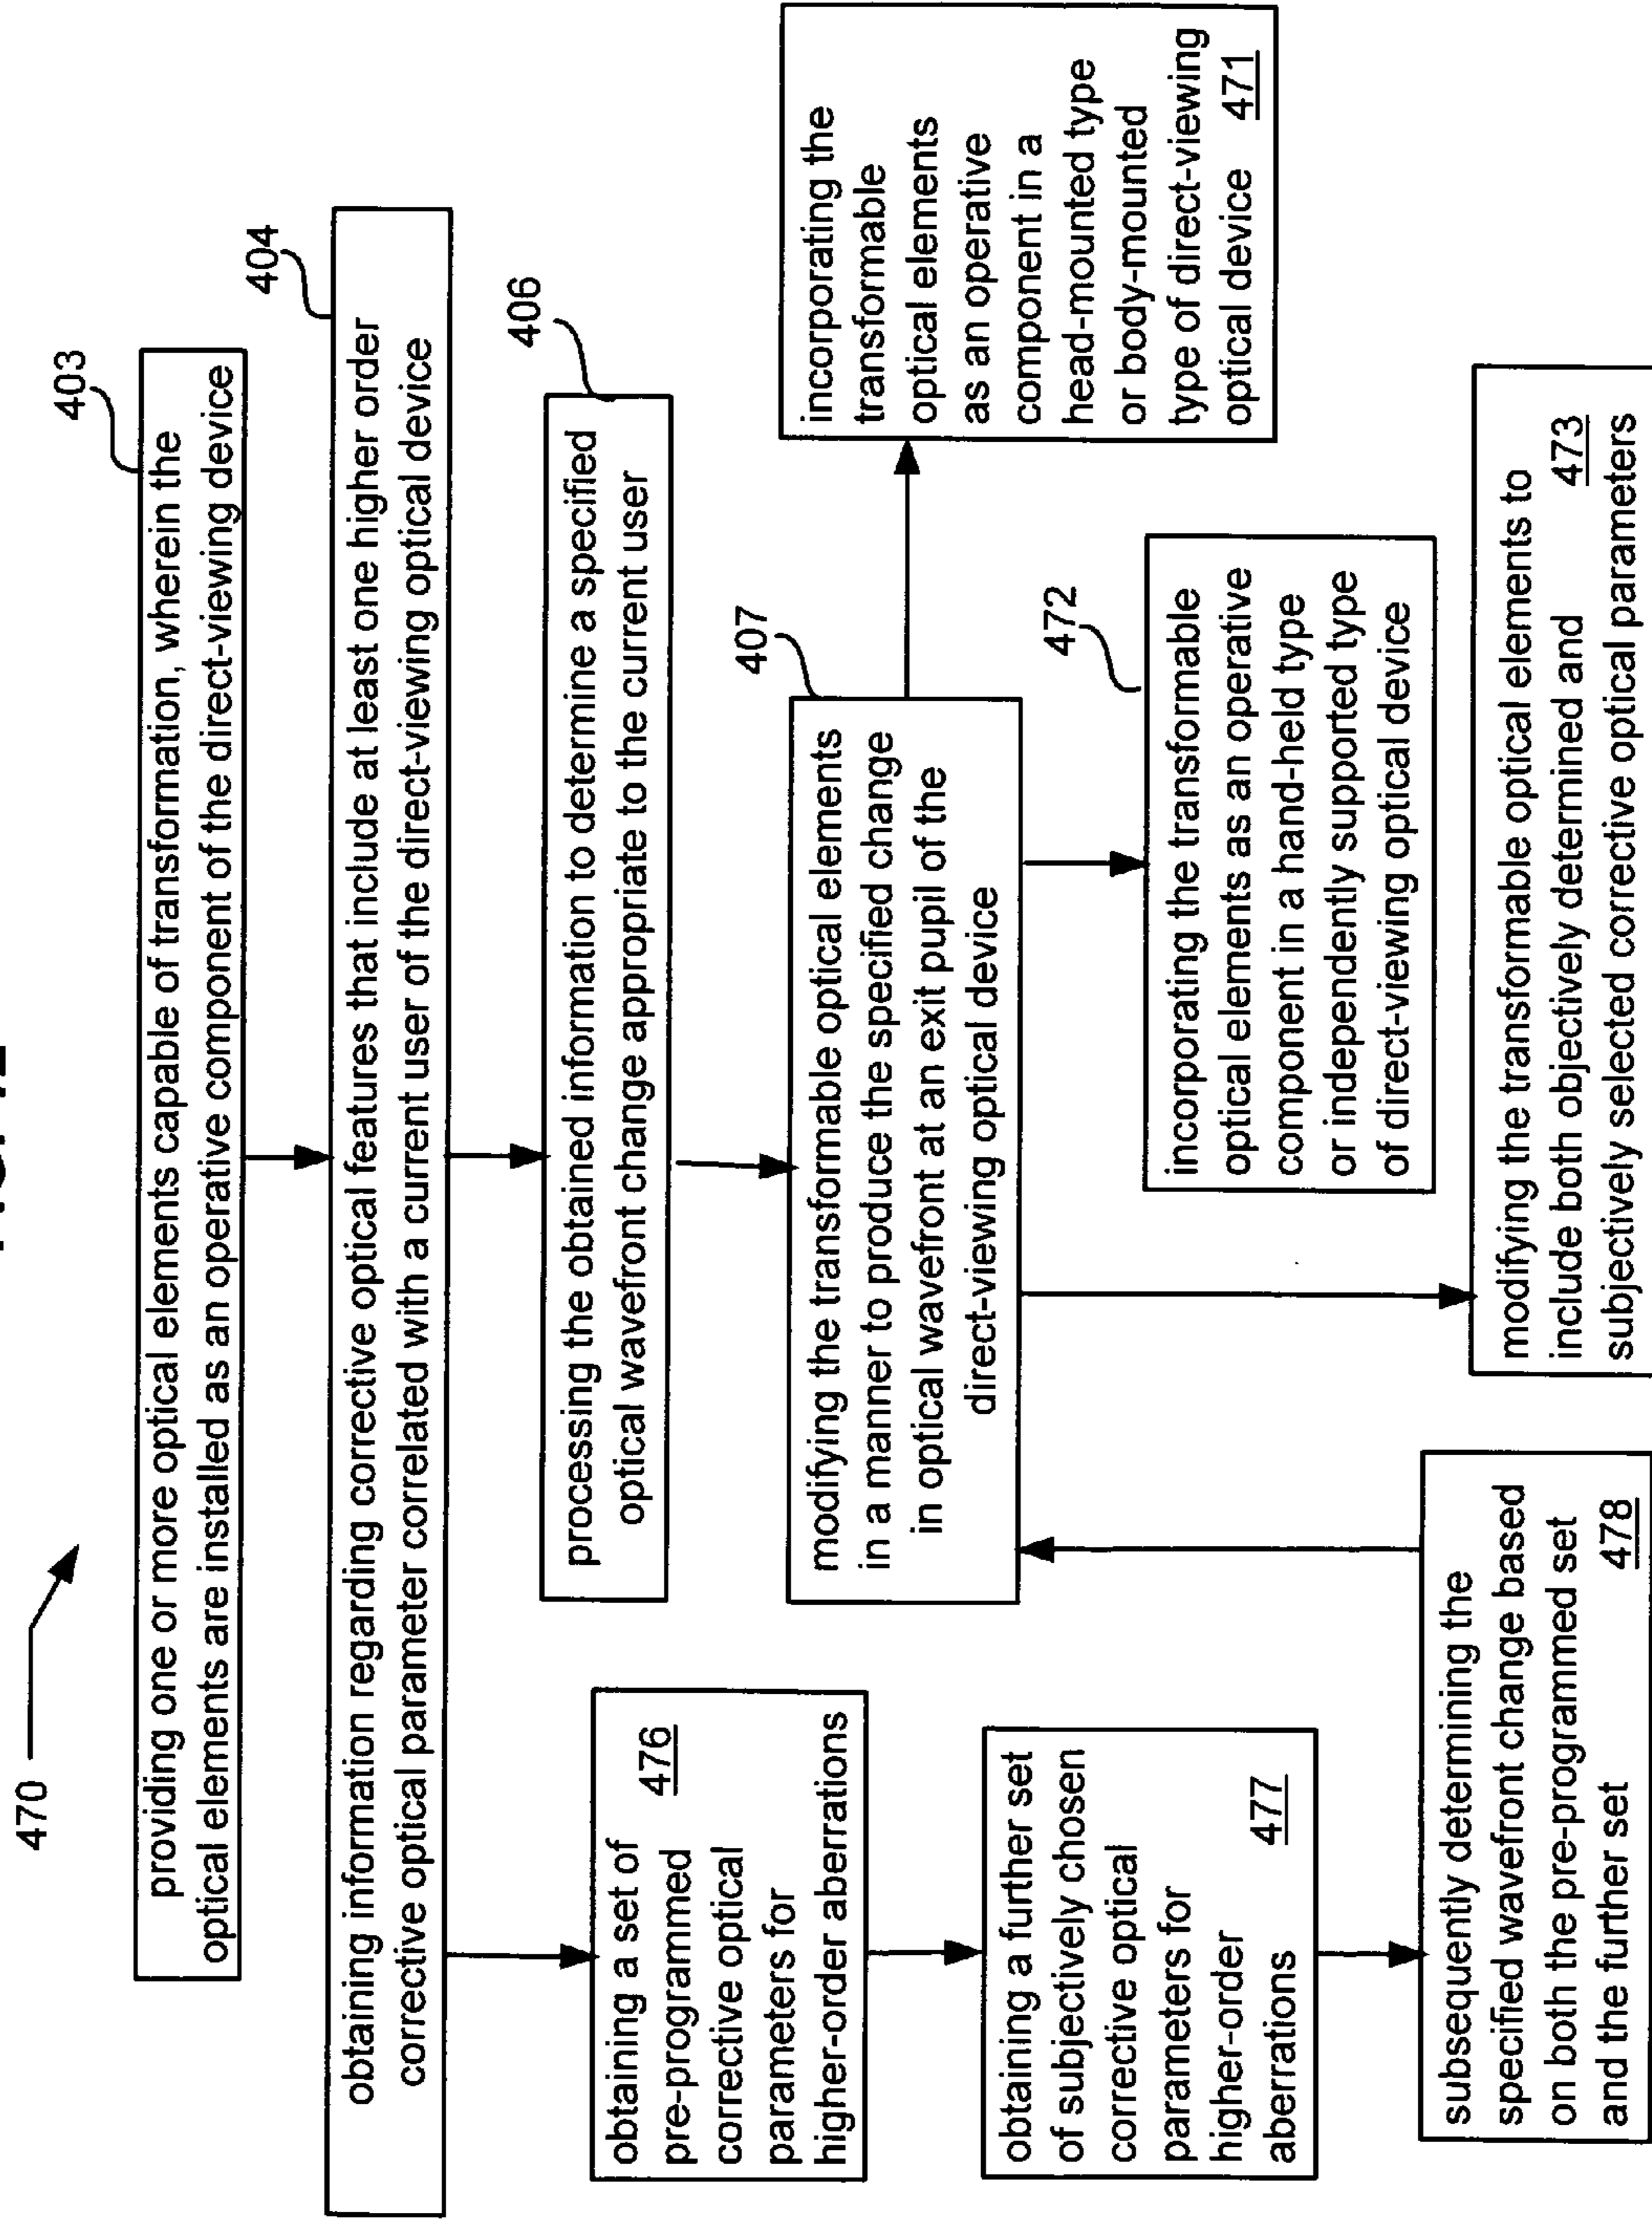 470
403
providing one or more optical elements capable of transformation, wherein the
optical elements are installed as an operative component of the direct-viewing device
404
obtaining information regarding corrective optical features that include at least one higher order
corrective optical parameter correlated with a current user of the direct-viewing optical device
406
processing the obtained information to determine a specified
optical wavefront change appropriate to the current user
407
modifying the transformable optical elements
in a manner to produce the specified change
in optical wavefront at an exit pupil of the
direct-viewing optical device
incorporating the
transformable
optical elements
as an operative
component in a
head-mounted type
or body-mounted
type of direct-viewing
optical device 471
472
incorporating the transformable
optical elements as an operative
component in a hand-held type
or independently supported type
of direct-viewing optical device
modifying the transformable optical elements to
include both objectively determined and 473
subjectively selected corrective optical parameters
obtaining a set of
pre-programmed 476
corrective optical
parameters for
higher-order aberrations
obtaining a further set
of subjectively chosen
corrective optical
parameters for
higher-order 477
aberrations
subsequently determining the
specified wavefront change based
on both the pre-programmed set
and the further set 478